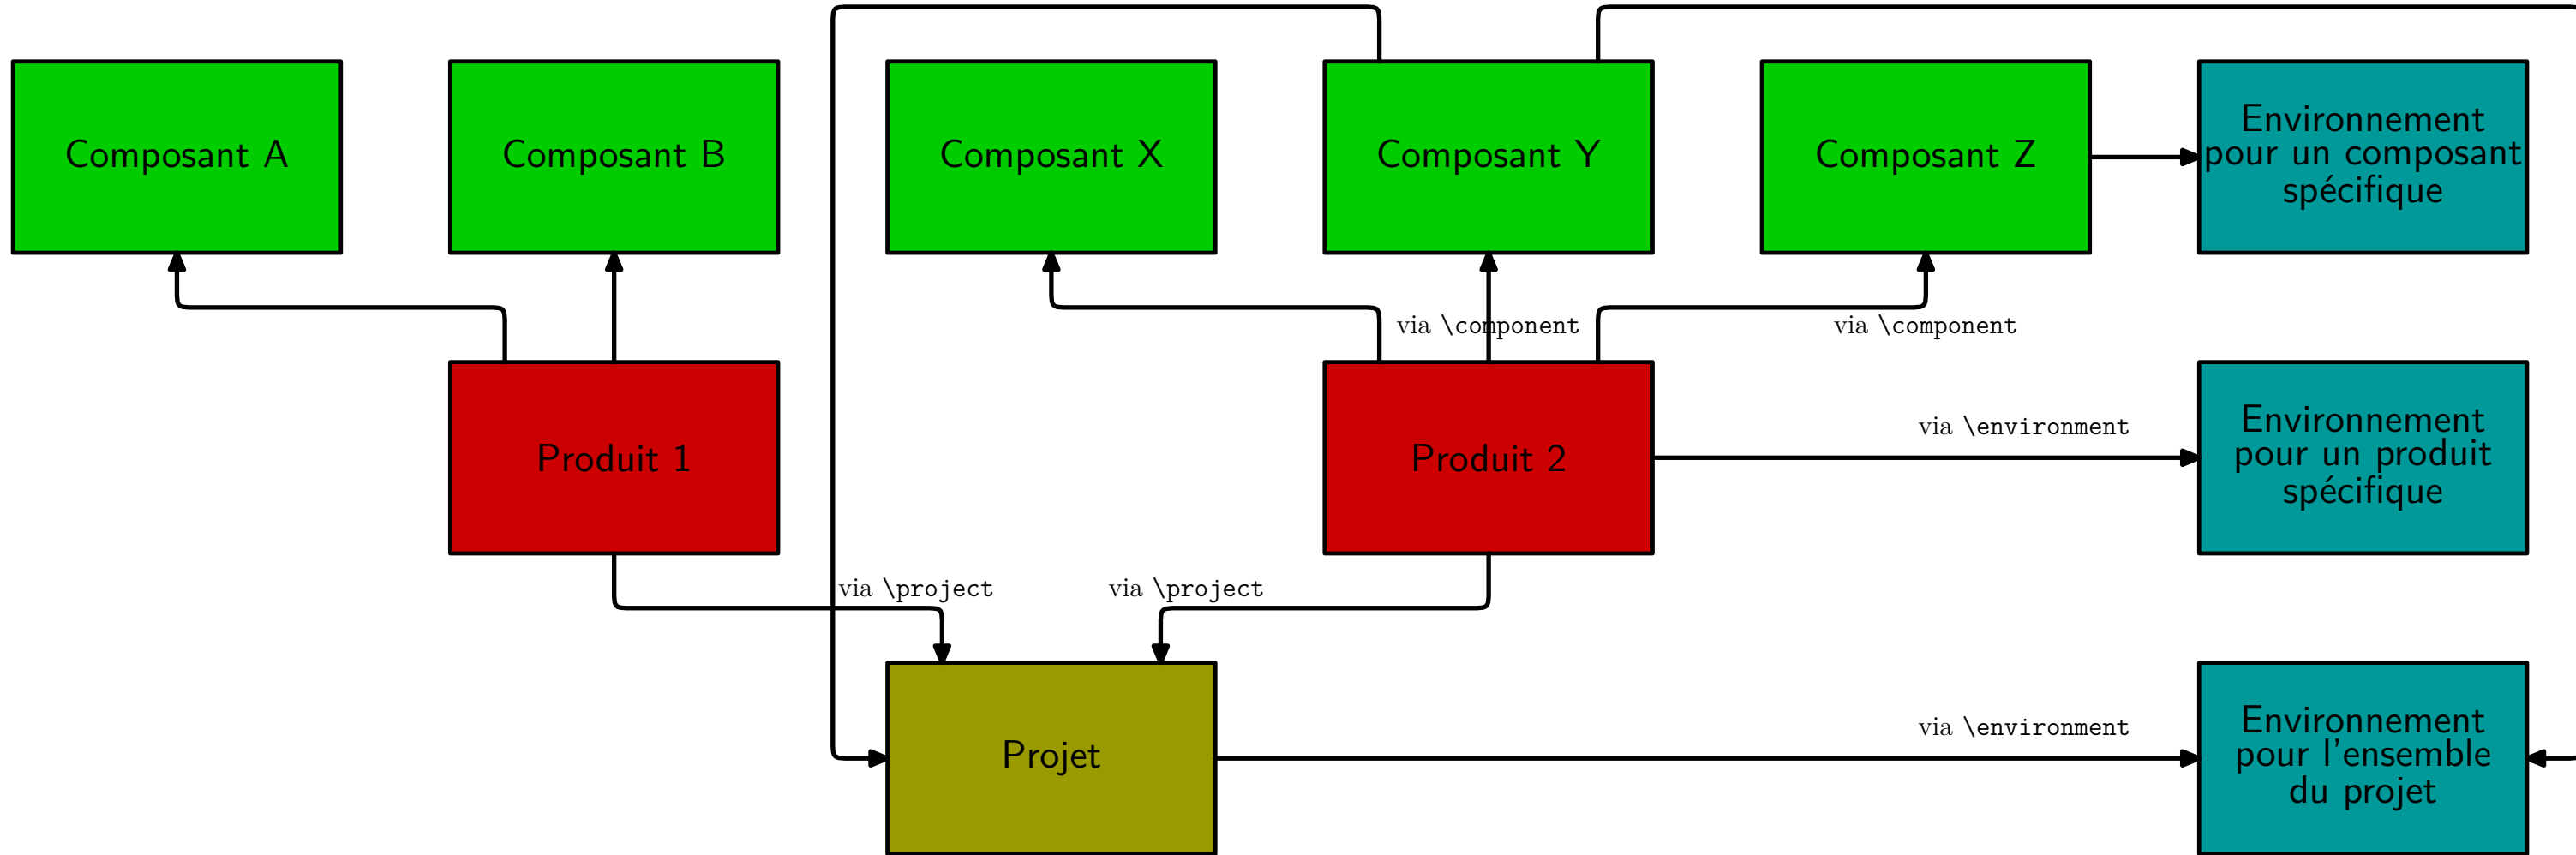 Composant A
Composant B
Composant X
Composant Y
Composant Z
Environnement
pour un composant
spécifique
via \component
via \component
Produit 1
Produit 2
via \environment
Environnement
pour un produit
spécifique
via \project
via \project
Projet
via \environment
Environnement
pour l'ensemble
du projet